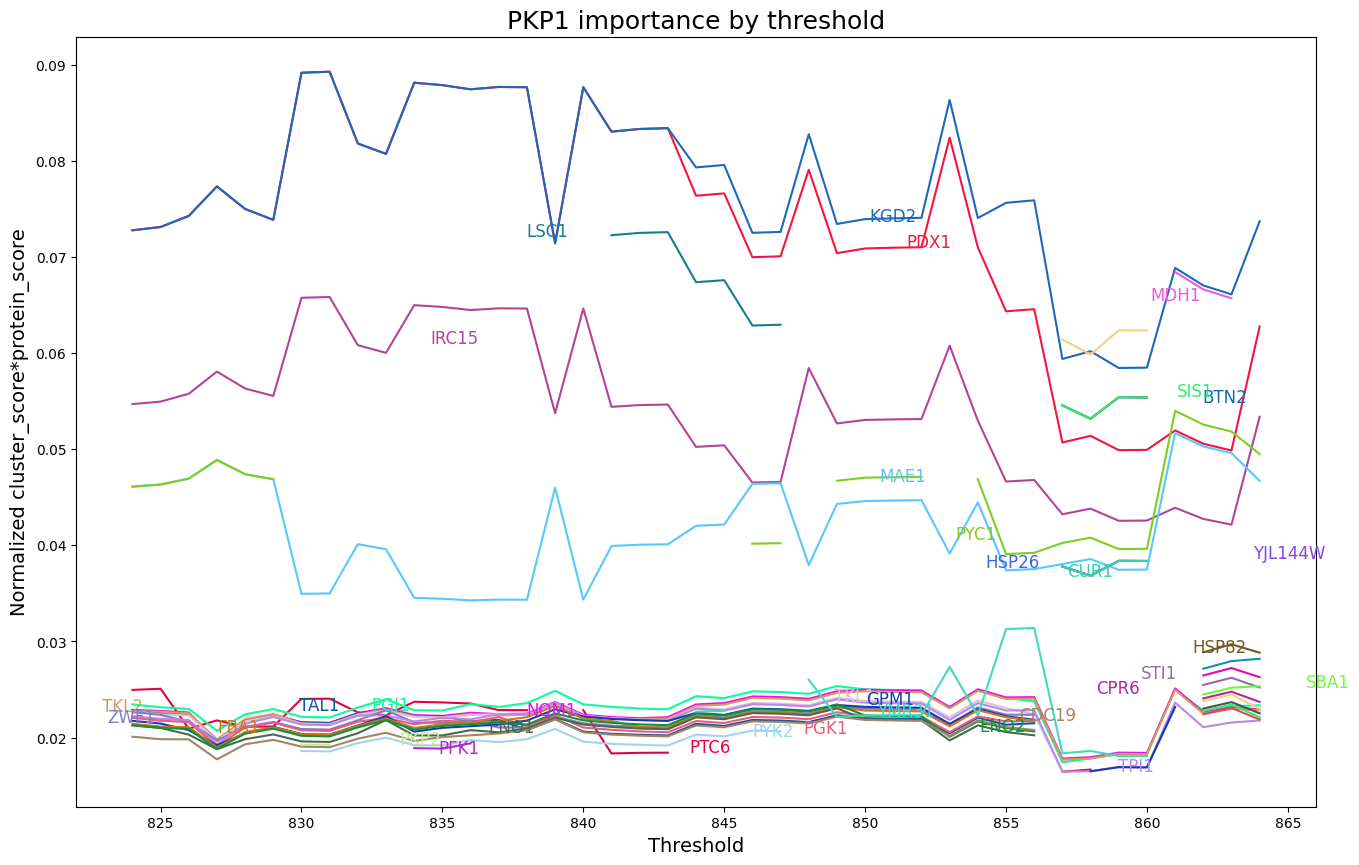 PKP1 importance by threshold
Normalized cluster_score*protein_score
0.09
0.08
0.07
0.06
0.05
0.04
0.03
0.02
LSC1
KGD2
PDX1
MDH1
IRC15
SIS1
BTN2
MAE1
PYC1
HSP26
CUR1
YJL144W
HSP82
STI1
CPR6
SBA1
TKL2
TAL1
PGI1
NQM1
GPM1
PFK1
PTC6
PYK2
PGK1
ENO1
ENO2
TPI1
825
830
835
840
845
850
855
860
865
Threshold